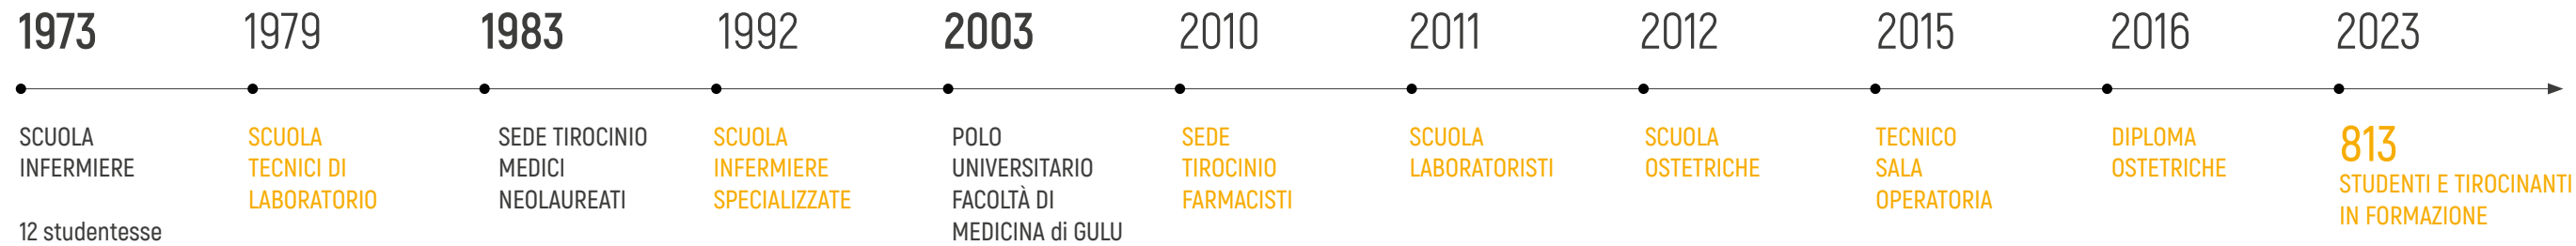 1973
1979
1983
1992
2003
2010
2011
2012
2015
2016
2023
SCUOLA
INFERMIERE
12 studentesse
SCUOLA
TECNICI DI
LABORATORIO
SEDE TIROCINIO
MEDICI
NEOLAUREATI
SCUOLA
INFERMIERE
SPECIALIZZATE
POLO
UNIVERSITARIO
FACOLTÀ DI
MEDICINA di GULU
SEDE
TIROCINIO
FARMACISTI
SCUOLA
LABORATORISTI
SCUOLA
OSTETRICHE
TECNICO
SALA
OPERATORIA
DIPLOMA
OSTETRICHE
813
STUDENTI E TIROCINANTI
IN FORMAZIONE